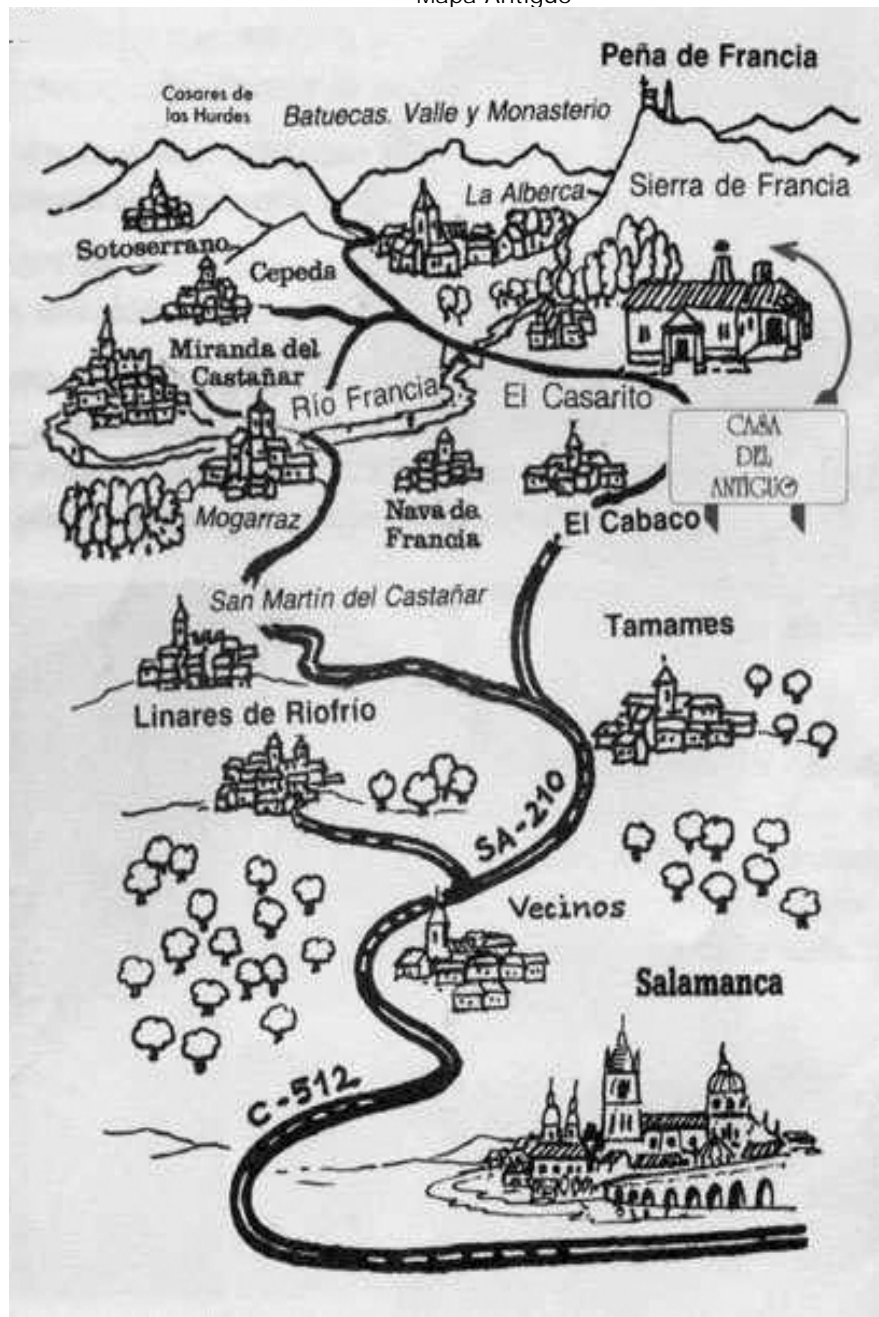 Mapa Antiguo
Peña de Francia
Casares de
las Hurdes
Batuecas. Valle y Monasterio
La Alberca
Sierra de Francia
Sotoserrano
Cepeda
Miranda del
Castañar
Río Francia
El Casarito
CASA
DEL
ANTIGUO
Mogarraz
Nava de
Francia
El Cabaco
San Martín del Castañar
Tamames
Linares de Riofrío
SA-210
Vecinos
Salamanca
C-512